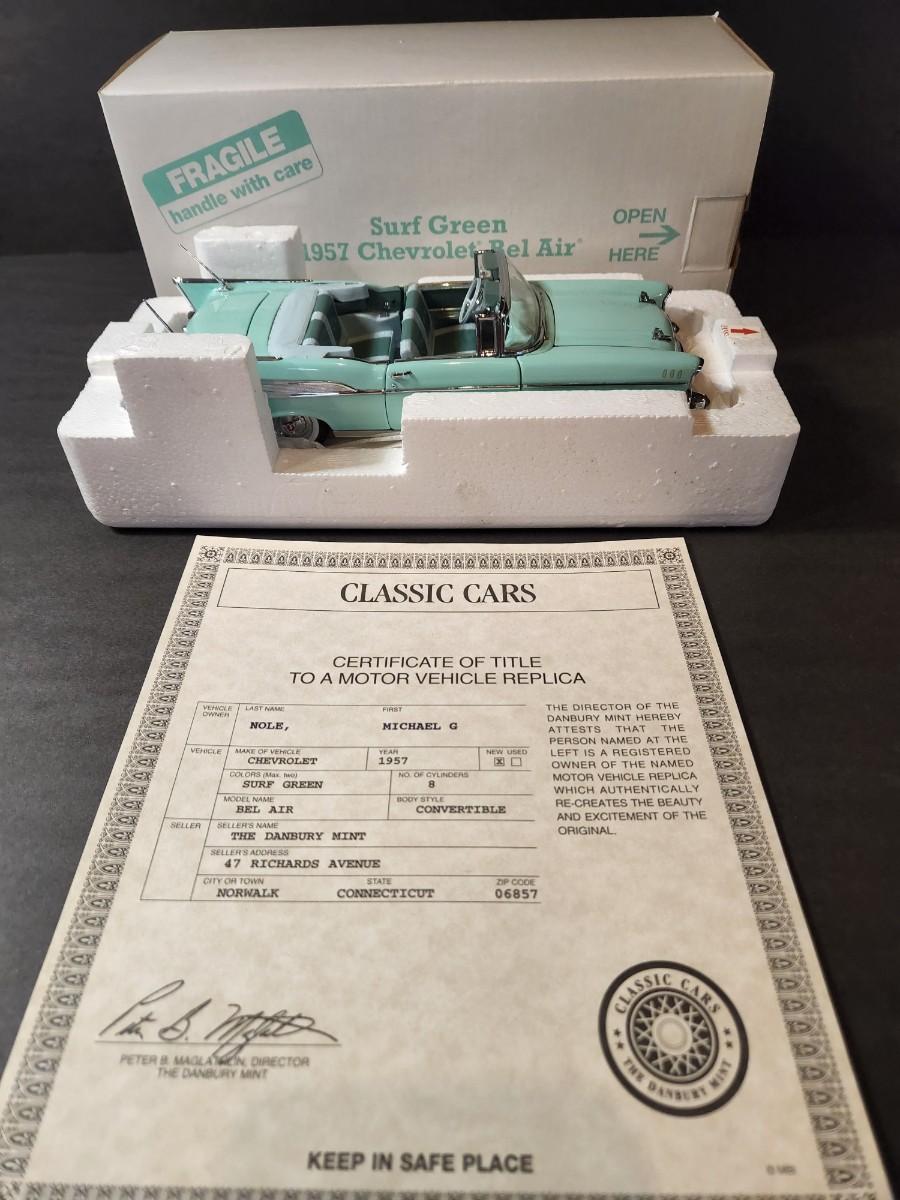 FRAGILE
handle with care
Surf Green
1957 Chevrolet Bel Air
OPEN
HERE
CLASSIC CARS
CERTIFICATE OF TITLE
TO A MOTOR VEHICLE REPLICA
VEHICLE OWNER
LAST NAME FIRST
NOLE, MICHAEL G
VEHICLE
MAKE OF VEHICLE YEAR NEW USED
CHEVROLET 1957 X
COLORS (Max. two) NO. OF CYLINDERS
SURF GREEN 8
MODEL NAME BODY STYLE
BEL AIR CONVERTIBLE
SELLER
SELLER'S NAME
THE DANBURY MINT
SELLER'S ADDRESS
47 RICHARDS AVENUE
CITY OR TOWN STATE ZIP CODE
NORWALK CONNECTICUT 06857
THE DIRECTOR OF THE
DANBURY MINT HEREBY
ATTESTS THAT THE
PERSON NAMED AT THE
LEFT IS A REGISTERED
OWNER OF THE NAMED
MOTOR VEHICLE REPLICA
WHICH AUTHENTICALLY
RE-CREATES THE BEAUTY
AND EXCITEMENT OF THE
ORIGINAL.
PETER B. MAGLATHLIN, DIRECTOR
THE DANBURY MINT
CLASSIC CARS
THE DANBURY MINT
KEEP IN SAFE PLACE